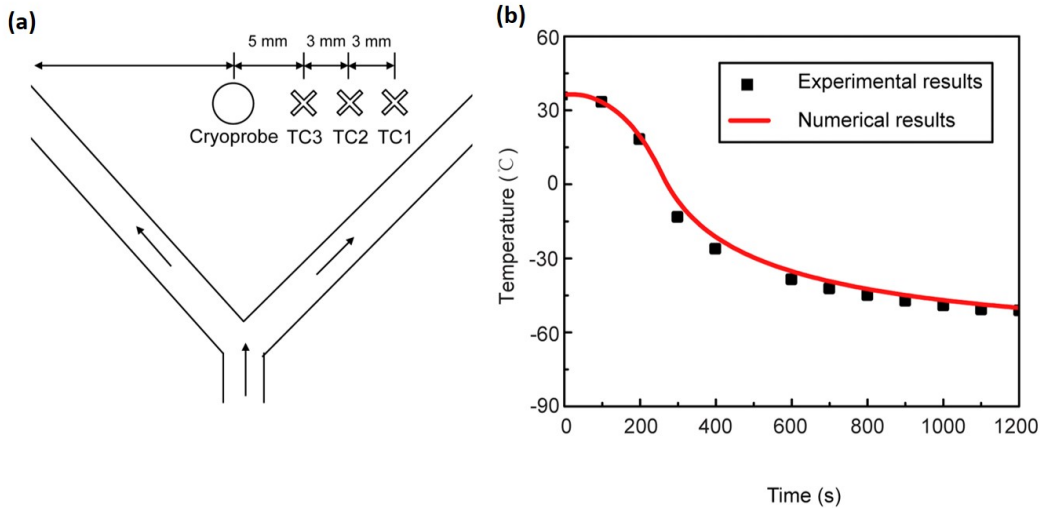 (a)
5 mm 3 mm 3 mm
Cryoprobe TC3 TC2 TC1
(b)
60
30
0
-30
-60
-90
Temperature (℃)
Experimental results
Numerical results
0 200 400 600 800 1000 1200
Time (s)